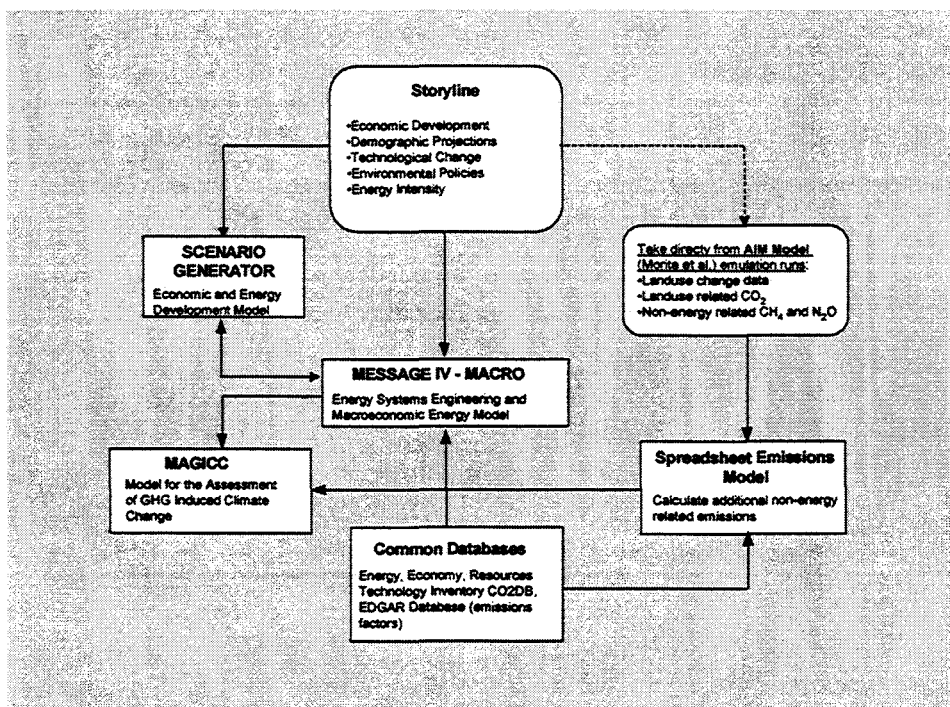 Storyline
•Economic Development
•Demographic Projections
•Technological Change
•Environmental Policies
•Energy Intensity
SCENARIO
GENERATOR
Economic and Energy
Development Model
Take directy from AIM Model
(Morita et al.) emulation runs:
•Landuse change data
•Landuse related CO₂
•Non-energy related CH₄ and N₂O
MESSAGE IV - MACRO
Energy Systems Engineering and
Macroeconomic Energy Model
MAGICC
Model for the Assessment
of GHG Induced Climate
Change
Spreadsheet Emissions
Model
Calculate additional non-energy
related emissions
Common Databases
Energy, Economy, Resources
Technology Inventory CO2DB,
EDGAR Database (emissions
factors)